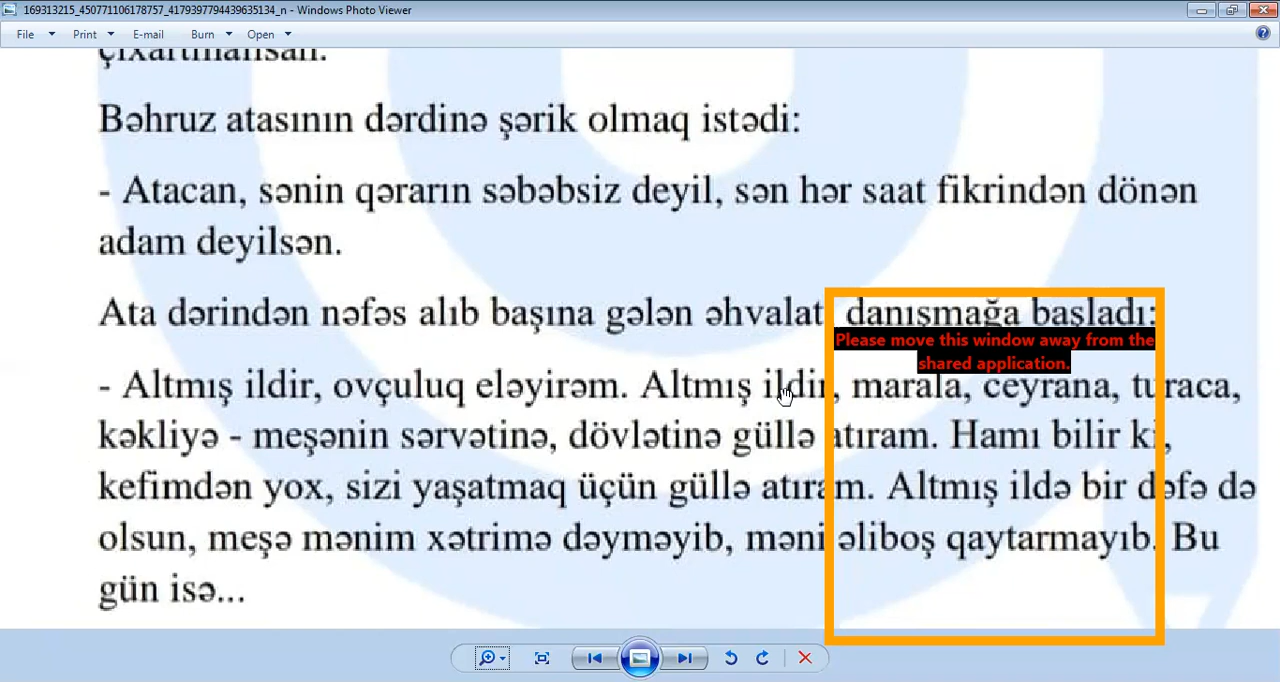 169313215_450771106178757_4179397794439635134_n - Windows Photo Viewer
File Print E-mail Burn Open
çıxartmalısan.
Bəhruz atasının dərdinə şərik olmaq istədi:
- Atacan, sənin qərarın səbəbsiz deyil, sən hər saat fikrindən dönən
adam deyilsən.
Ata dərindən nəfəs alıb başına gələn əhvalatı danışmağa başladı:
Please move this window away from the
shared application.
- Altmış ildir, ovçuluq eləyirəm. Altmış ildir, marala, ceyrana, turaca,
kəkliyə - meşənin sərvətinə, dövlətinə güllə atıram. Hamı bilir ki,
kefimdən yox, sizi yaşatmaq üçün güllə atıram. Altmış ildə bir dəfə də
olsun, meşə mənim xətrimə dəyməyib, məni əliboş qaytarmayıb. Bu
gün isə...